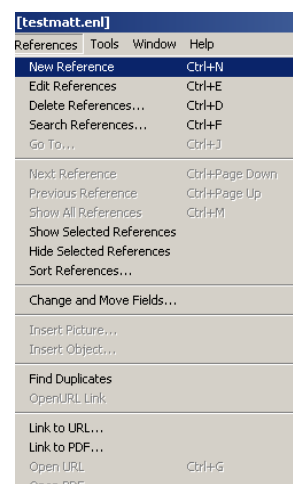 [testmatt.enl]
References Tools Window Help
New Reference Ctrl+N
Edit References Ctrl+E
Delete References... Ctrl+D
Search References... Ctrl+F
Go To... Ctrl+J
Next Reference Ctrl+Page Down
Previous Reference Ctrl+Page Up
Show All References Ctrl+M
Show Selected References
Hide Selected References
Sort References...
Change and Move Fields...
Insert Picture...
Insert Object...
Find Duplicates
OpenURL Link
Link to URL...
Link to PDF...
Open URL Ctrl+G
Open PDF